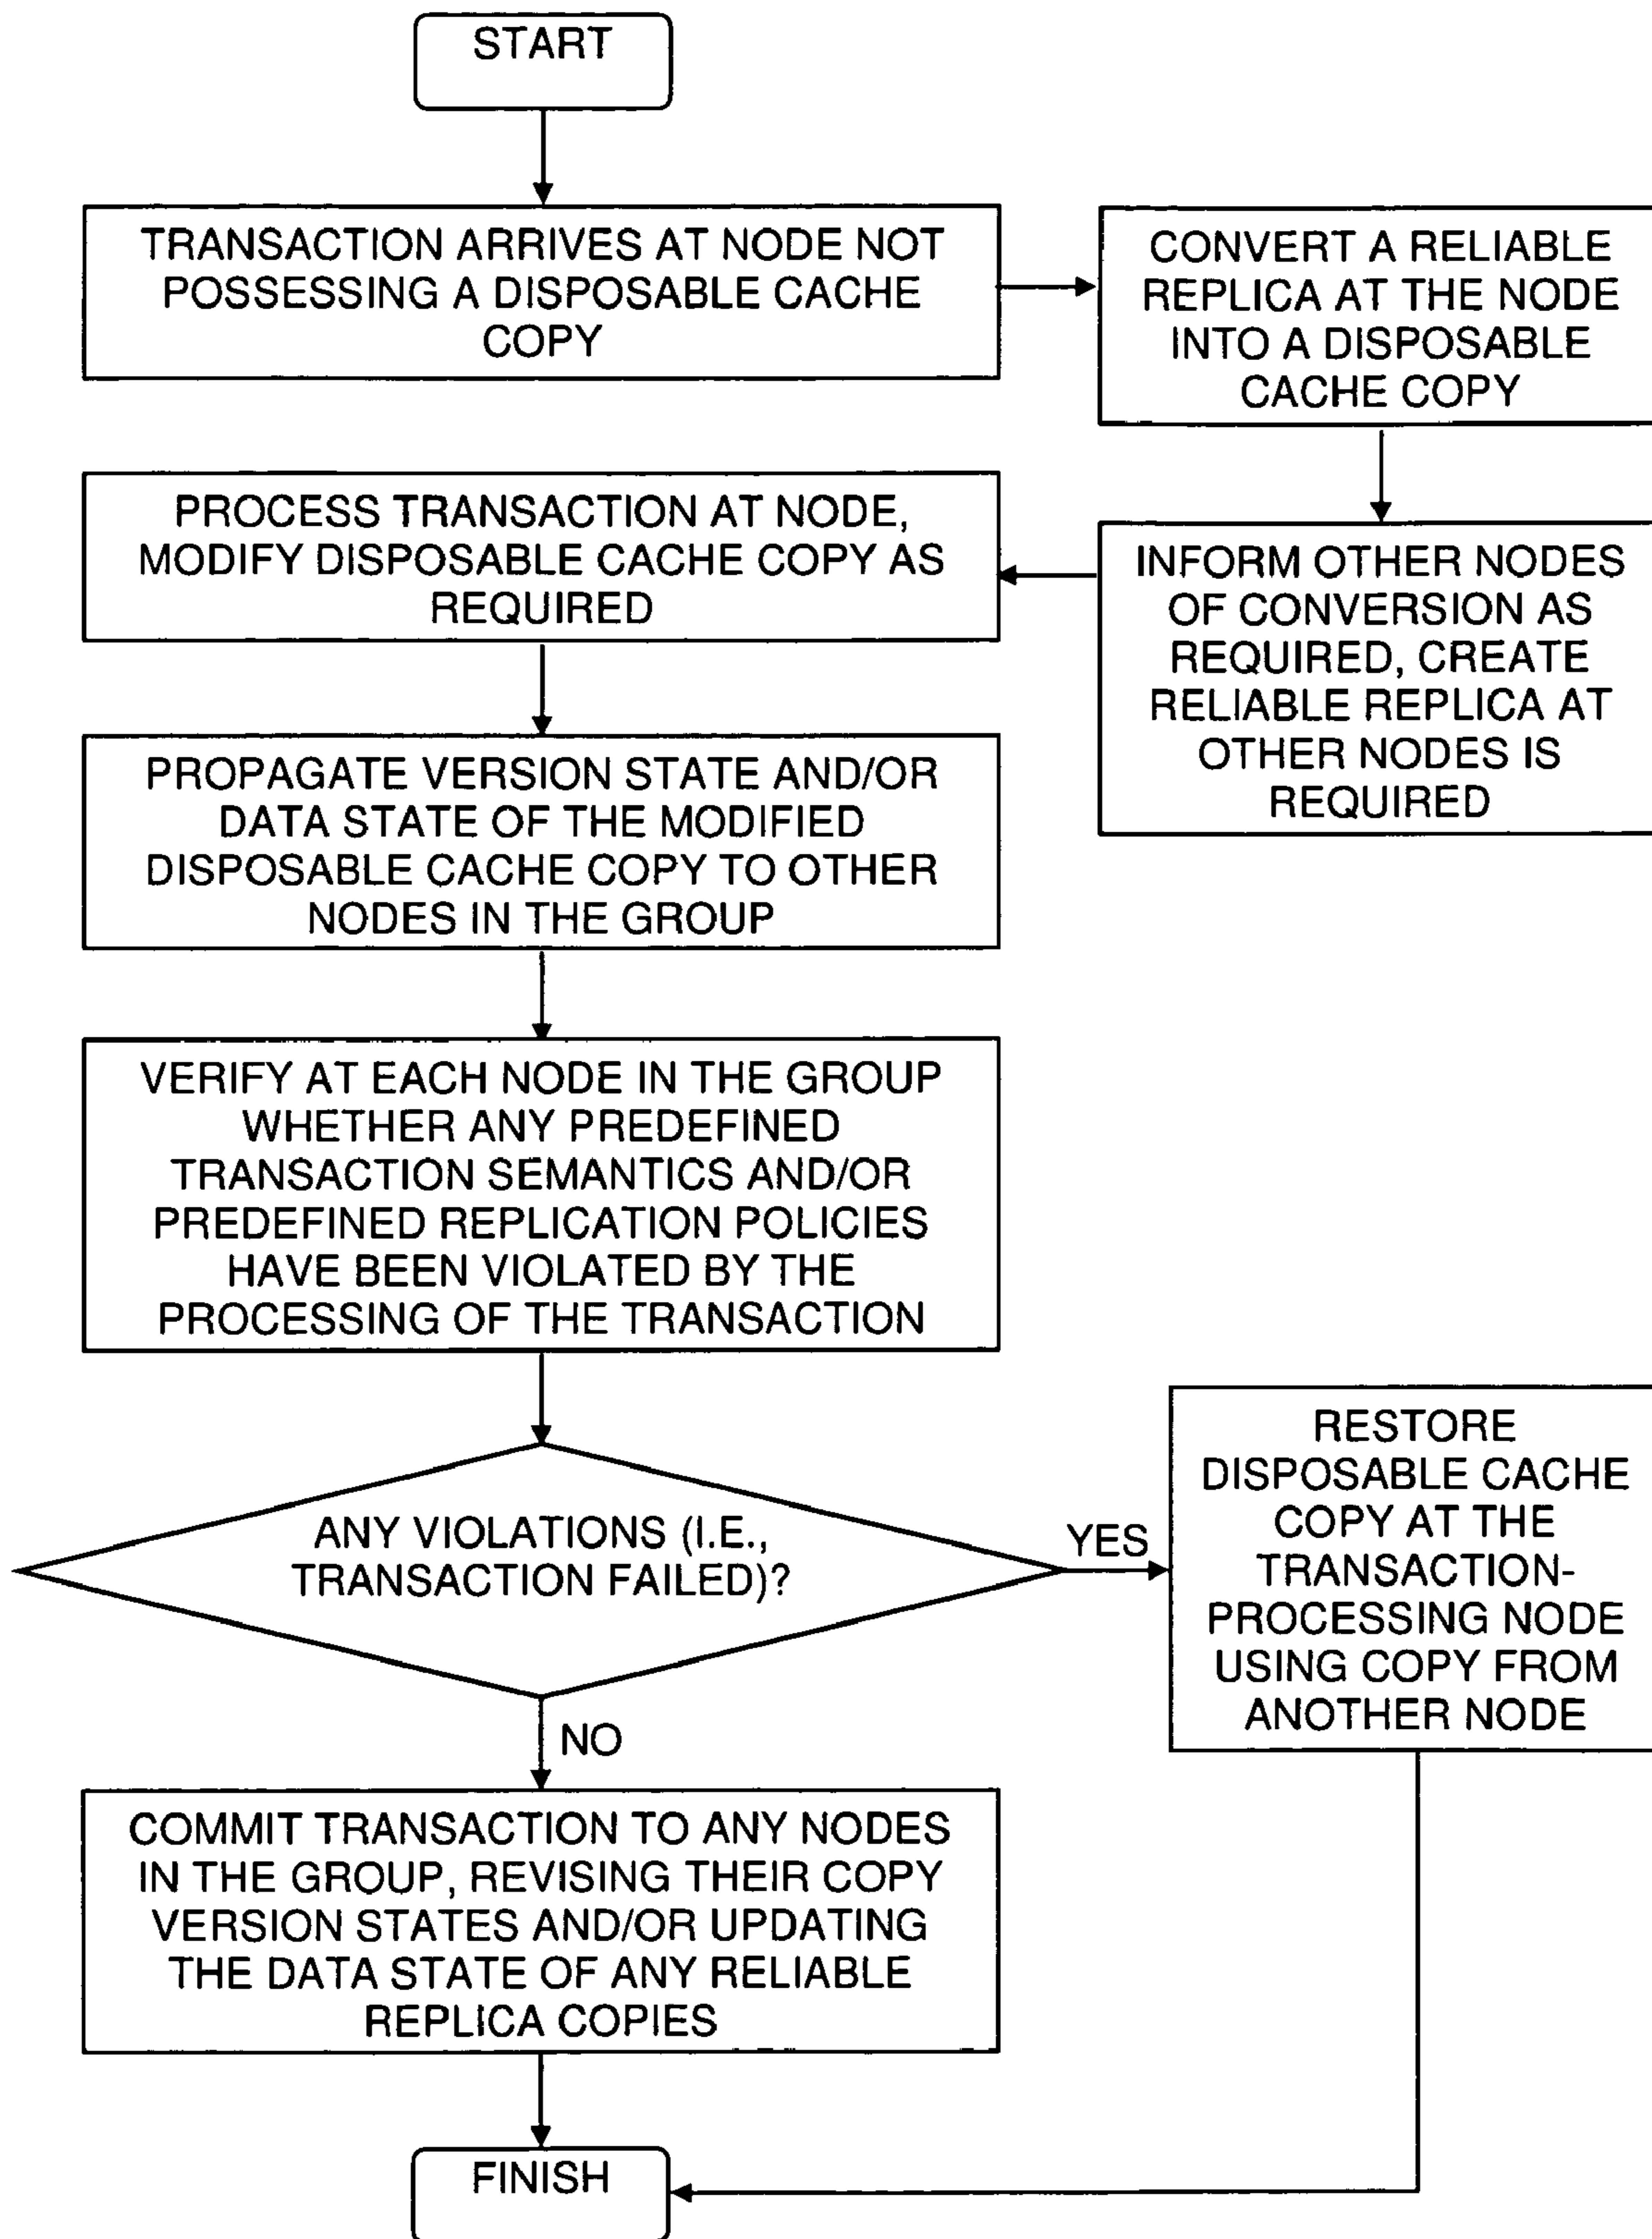 START
TRANSACTION ARRIVES AT NODE NOT
POSSESSING A DISPOSABLE CACHE
COPY
CONVERT A RELIABLE
REPLICA AT THE NODE
INTO A DISPOSABLE
CACHE COPY
INFORM OTHER NODES
OF CONVERSION AS
REQUIRED, CREATE
RELIABLE REPLICA AT
OTHER NODES IS
REQUIRED
PROCESS TRANSACTION AT NODE,
MODIFY DISPOSABLE CACHE COPY AS
REQUIRED
PROPAGATE VERSION STATE AND/OR
DATA STATE OF THE MODIFIED
DISPOSABLE CACHE COPY TO OTHER
NODES IN THE GROUP
VERIFY AT EACH NODE IN THE GROUP
WHETHER ANY PREDEFINED
TRANSACTION SEMANTICS AND/OR
PREDEFINED REPLICATION POLICIES
HAVE BEEN VIOLATED BY THE
PROCESSING OF THE TRANSACTION
ANY VIOLATIONS (I.E.,
TRANSACTION FAILED)?
YES
RESTORE
DISPOSABLE CACHE
COPY AT THE
TRANSACTION-
PROCESSING NODE
USING COPY FROM
ANOTHER NODE
NO
COMMIT TRANSACTION TO ANY NODES
IN THE GROUP, REVISING THEIR COPY
VERSION STATES AND/OR UPDATING
THE DATA STATE OF ANY RELIABLE
REPLICA COPIES
FINISH